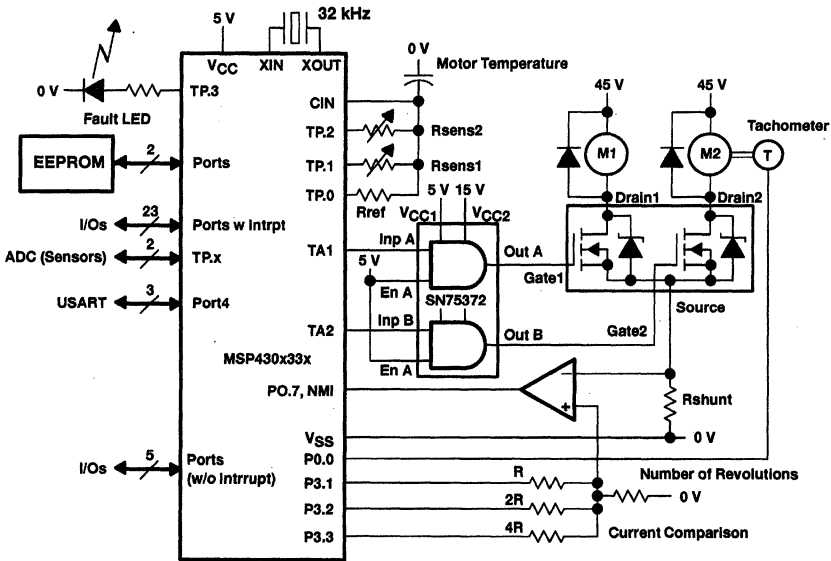 5 V
32 kHz
VCC
XIN
XOUT
0 V
Motor Temperature
0 V
TP.3
Fault LED
CIN
TP.2
Rsens2
TP.1
Rsens1
TP.0
Rref
EEPROM
2
Ports
I/Os
23
Ports w Intrpt
ADC (Sensors)
2
TP.x
USART
3
Port4
45 V
45 V
Tachometer
M1
M2
T
Drain1
Drain2
5 V
15 V
VCC1
VCC2
TA1
Inp A
Out A
5 V
En A
Gate1
SN75372
Source
TA2
Inp B
Out B
Gate2
En A
MSP430x33x
PO.7, NMI
–
+
Rshunt
VSS
0 V
P0.0
I/Os
5
Ports
(w/o Intrrupt)
Number of Revolutions
P3.1
R
0 V
P3.2
2R
P3.3
4R
Current Comparison